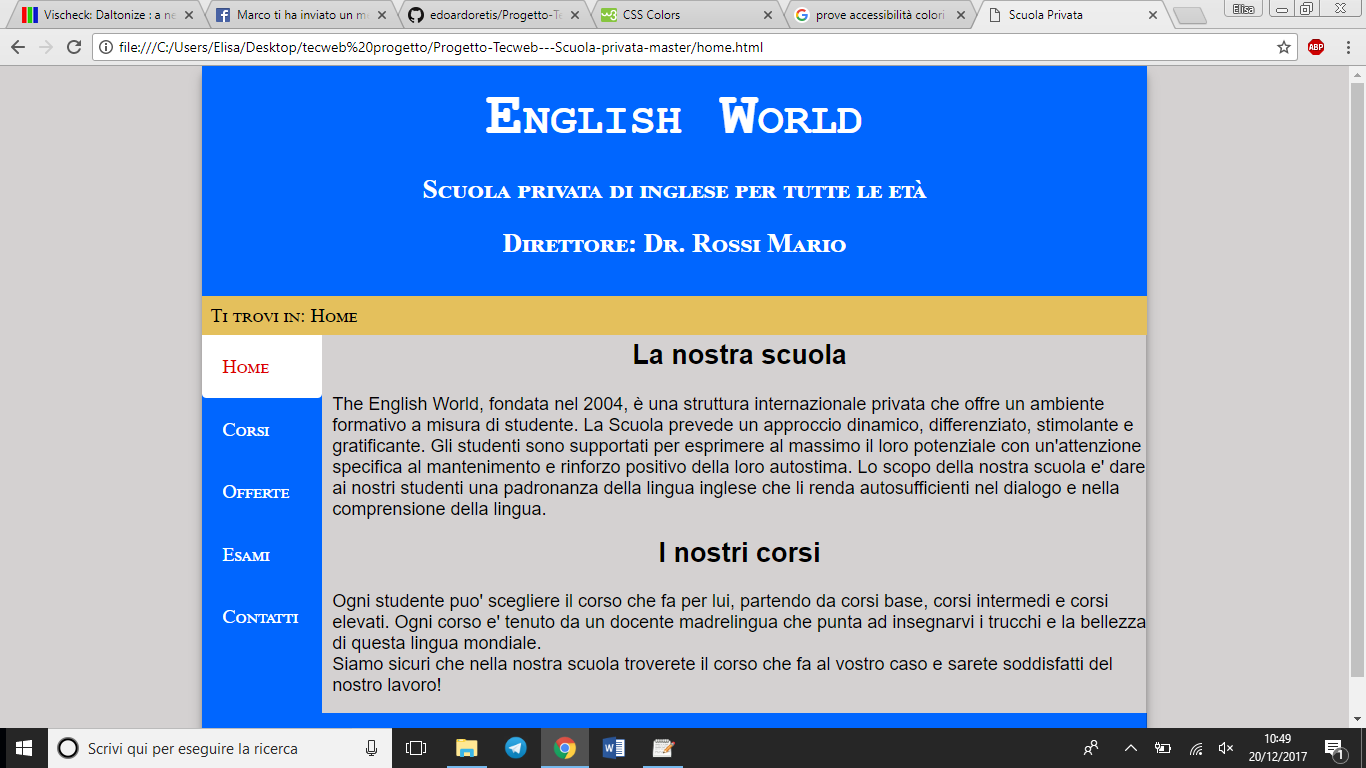 Vischeck: Daltonize : a ne
Marco ti ha inviato un me
edoardoretis/Progetto-Te
CSS Colors
prove accessibilità colori
Scuola Privata
Elisa
file:///C:/Users/Elisa/Desktop/tecweb%20progetto/Progetto-Tecweb---Scuola-privata-master/home.html
ABP
English World
Scuola privata di inglese per tutte le età
Direttore: Dr. Rossi Mario
Ti trovi in: Home
Home
Corsi
Offerte
Esami
Contatti
La nostra scuola
The English World, fondata nel 2004, è una struttura internazionale privata che offre un ambiente
formativo a misura di studente. La Scuola prevede un approccio dinamico, differenziato, stimolante e
gratificante. Gli studenti sono supportati per esprimere al massimo il loro potenziale con un'attenzione
specifica al mantenimento e rinforzo positivo della loro autostima. Lo scopo della nostra scuola e' dare
ai nostri studenti una padronanza della lingua inglese che li renda autosufficienti nel dialogo e nella
comprensione della lingua.
I nostri corsi
Ogni studente puo' scegliere il corso che fa per lui, partendo da corsi base, corsi intermedi e corsi
elevati. Ogni corso e' tenuto da un docente madrelingua che punta ad insegnarvi i trucchi e la bellezza
di questa lingua mondiale.
Siamo sicuri che nella nostra scuola troverete il corso che fa al vostro caso e sarete soddisfatti del
nostro lavoro!
Scrivi qui per eseguire la ricerca
10:49
20/12/2017
1